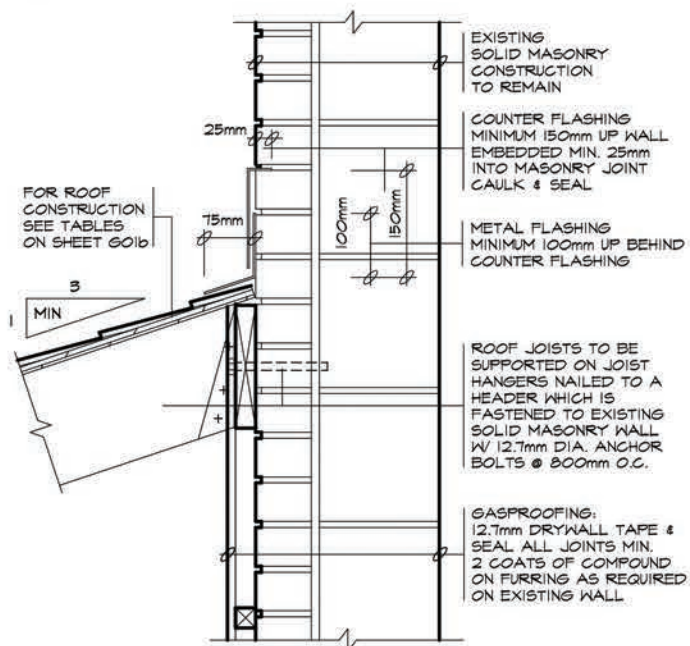 EXISTING
SOLID MASONRY
CONSTRUCTION
TO REMAIN
25mm
COUNTER FLASHING
MINIMUM 150mm UP WALL
EMBEDDED MIN. 25mm
INTO MASONRY JOINT
CAULK & SEAL
FOR ROOF
CONSTRUCTION
SEE TABLES
ON SHEET G016
75mm
100mm
150mm
METAL FLASHING
MINIMUM 100mm UP BEHIND
COUNTER FLASHING
3
1
MIN
ROOF JOISTS TO BE
SUPPORTED ON JOIST
HANGERS NAILED TO A
HEADER WHICH IS
FASTENED TO EXISTING
SOLID MASONRY WALL
W/ 12.7mm DIA. ANCHOR
BOLTS @ 800mm O.C.
GASPROOFING:
12.7mm DRYWALL TAPE &
SEAL ALL JOINTS MIN.
2 COATS OF COMPOUND
ON FURRING AS REQUIRED
ON EXISTING WALL